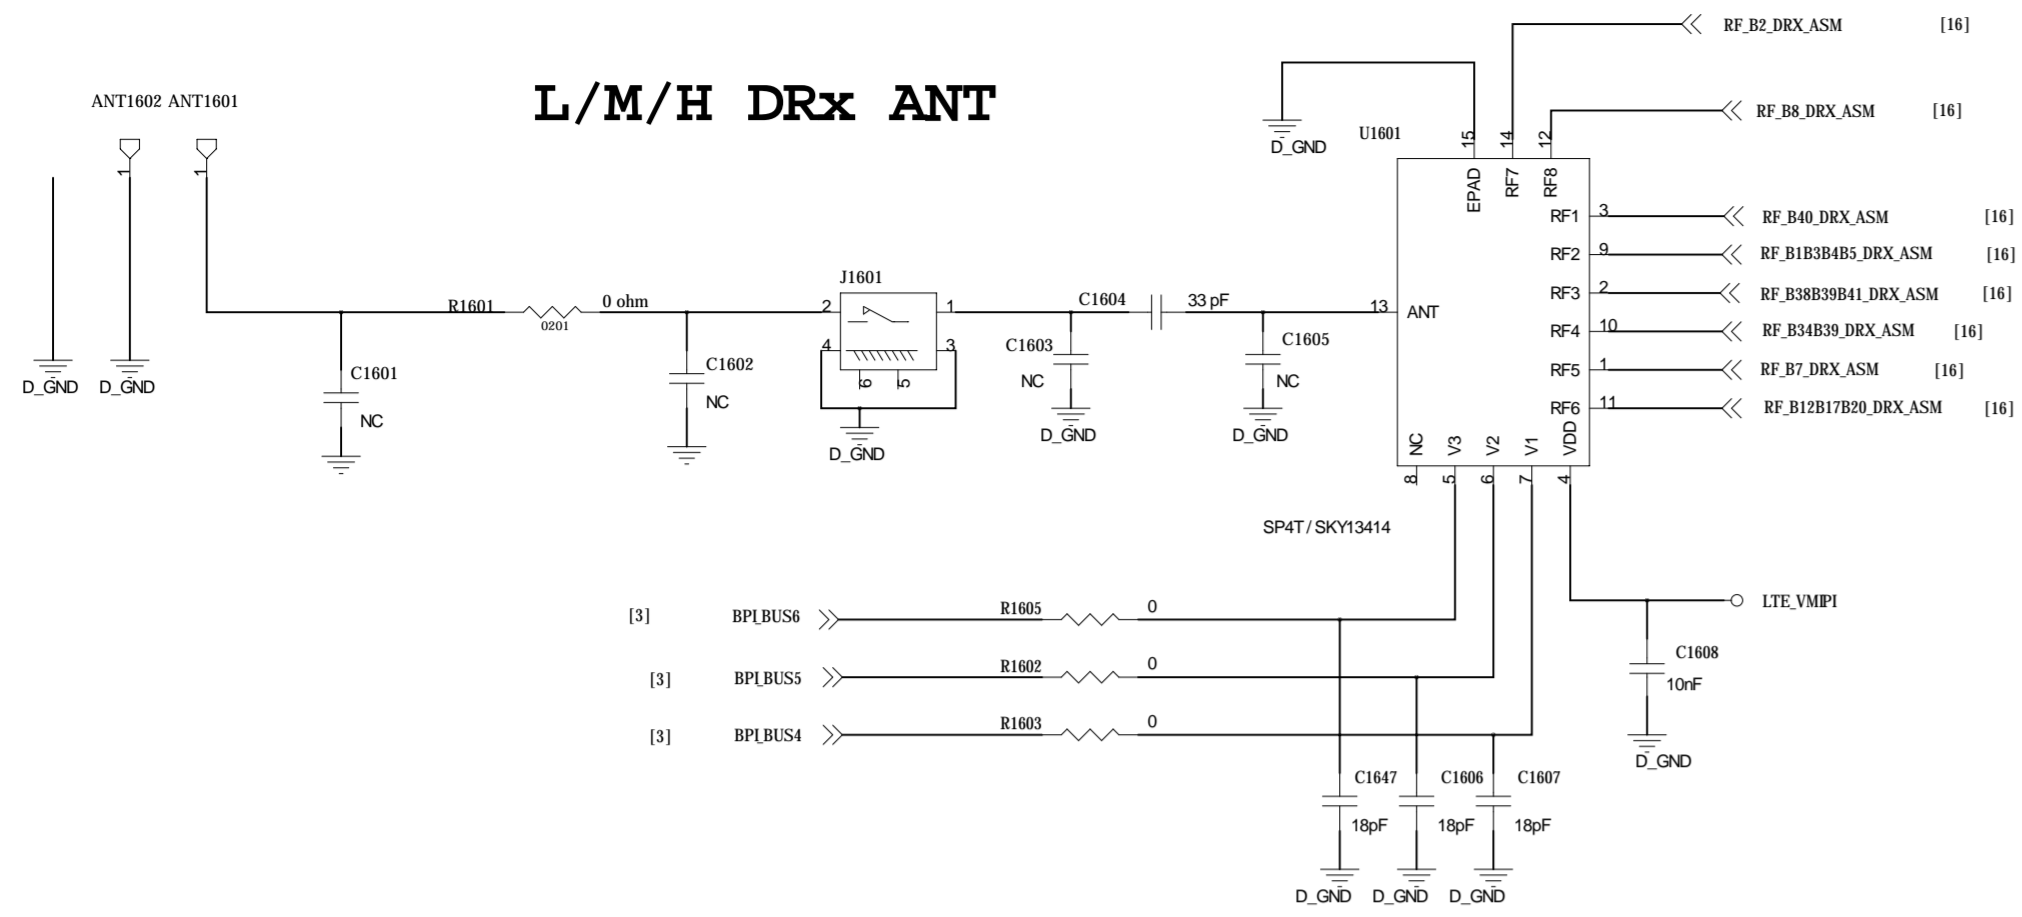 RF_B2_DRX_ASM [16]
ANT1602 ANT1601
L/M/H DRx ANT
RF_B8_DRX_ASM [16]
U1601
D_GND
15 14 12
EPAD RF7 RF8
1 1
RF1 3 RF_B40_DRX_ASM [16]
RF2 9 RF_B1B3B4B5_DRX_ASM [16]
J1601
RF3 2 RF_B38B39B41_DRX_ASM [16]
R1601 0 ohm 2 1 C1604 33 pF 13 ANT
0201
RF4 10 RF_B34B39_DRX_ASM [16]
C1603 C1605
4 3
C1602
RF5 1 RF_B7_DRX_ASM [16]
C1601
D_GND D_GND
6 5
NC NC
NC
RF6 11 RF_B12B17B20_DRX_ASM [16]
NC
D_GND D_GND D_GND
NC V3 V2 V1 VDD
8 5 6 7 4
SP4T / SKY13414
LTE_VMIPI
[3] BPI_BUS6 R1605 0
C1608
[3] BPI_BUS5 R1602 0
10nF
[3] BPI_BUS4 R1603 0
D_GND
C1647 C1606 C1607
18pF 18pF 18pF
D_GND D_GND D_GND